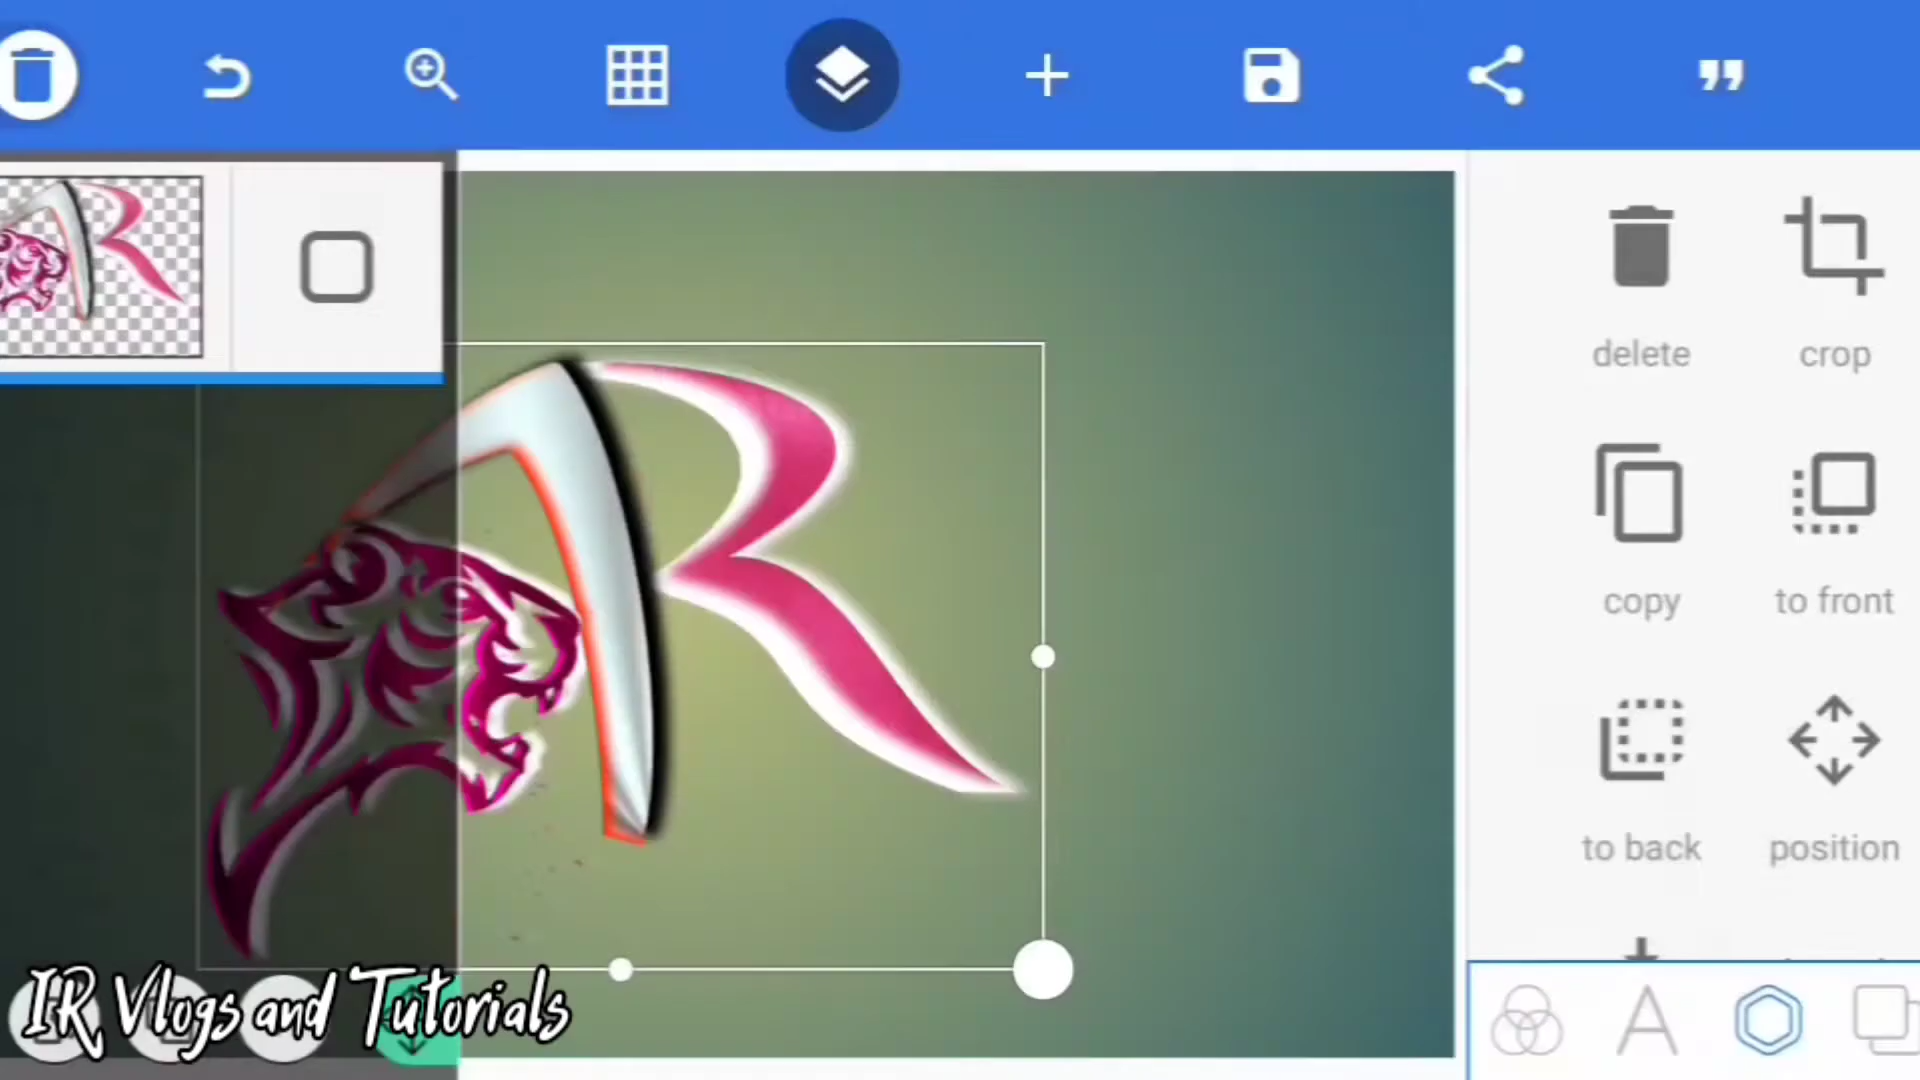 R
delete
crop
copy
to front
to back
position
IR Vlogs and Tutorials